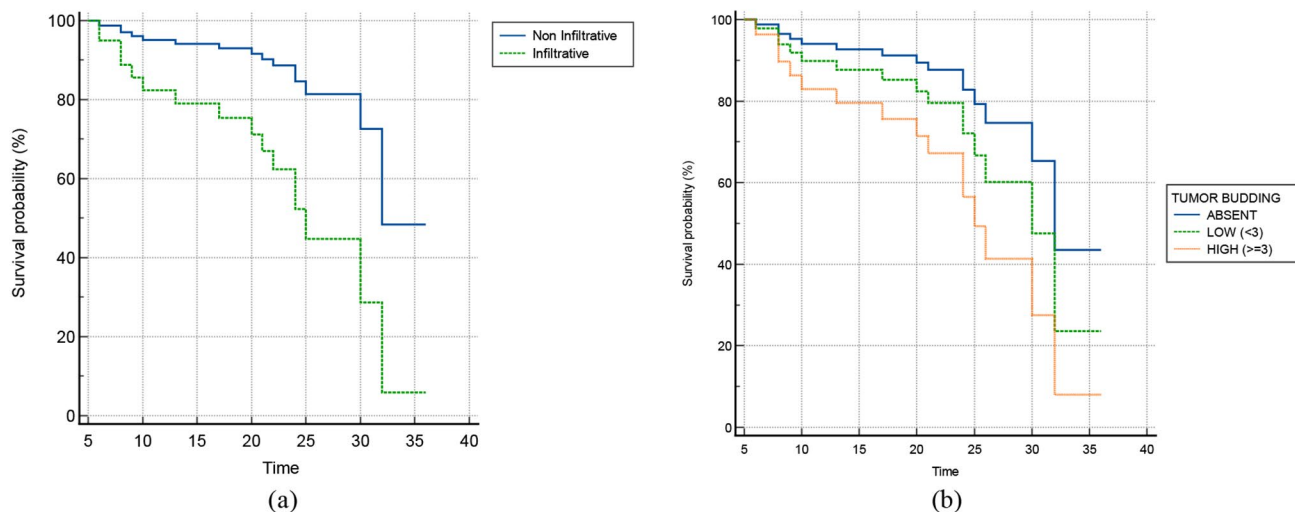 100
80
60
40
20
0
Survival probability (%)
5 10 15 20 25 30 35 40
Time
Non Infiltrative
Infiltrative
(a)
100
80
60
40
20
0
Survival probability (%)
5 10 15 20 25 30 35 40
Time
TUMOR BUDDING
ABSENT
LOW (<3)
HIGH (>=3)
(b)